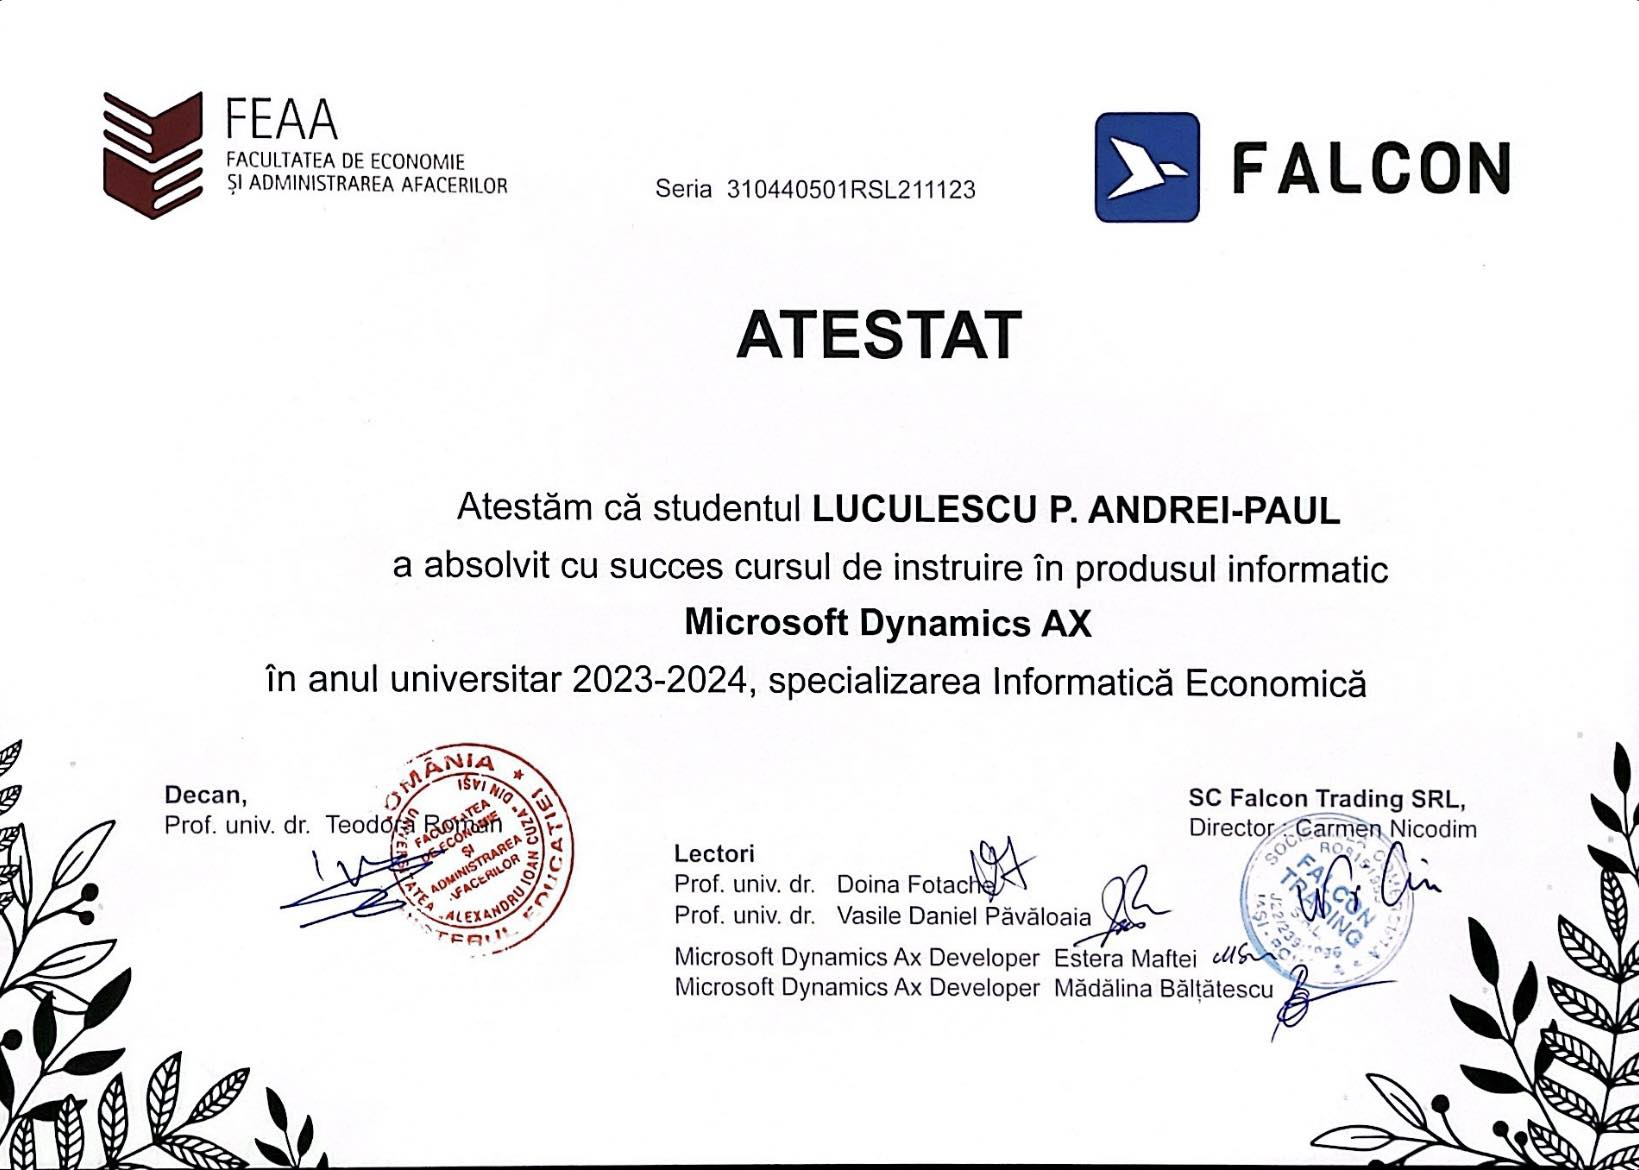 FEAA
FACULTATEA DE ECONOMIE
ȘI ADMINISTRAREA AFACERILOR
Seria 310440501RSL211123
FALCON
ATESTAT
Atestăm că studentul LUCULESCU P. ANDREI-PAUL
a absolvit cu succes cursul de instruire în produsul informatic
Microsoft Dynamics AX
în anul universitar 2023-2024, specializarea Informatică Economică
Decan,
Prof. univ. dr. Teodora Roman
ROMÂNIA
EDUCAȚIEI
ALEXANDRU IOAN CUZA" DIN IAȘI
FACULTATEA
DE ECONOMIE
ȘI
ADMINISTRAREA
AFACERILOR
SC Falcon Trading SRL,
Director : Carmen Nicodim
FALCON
TRADING
Lectori
Prof. univ. dr. Doina Fotache
Prof. univ. dr. Vasile Daniel Păvăloaia
Microsoft Dynamics Ax Developer Estera Maftei
Microsoft Dynamics Ax Developer Mădălina Bălțătescu